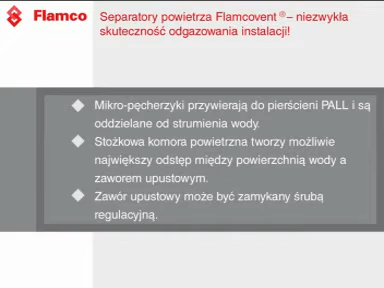 Flamco
Separatory powietrza Flamcovent ®– niezwykła
skuteczność odgazowania instalacji!
Mikro-pęcherzyki przywierają do pierścieni PALL i są
oddzielane od strumienia wody.
Stożkowa komora powietrzna tworzy możliwie
największy odstęp między powierzchnią wody a
zaworem upustowym.
Zawór upustowy może być zamykany śrubą
regulacyjną.